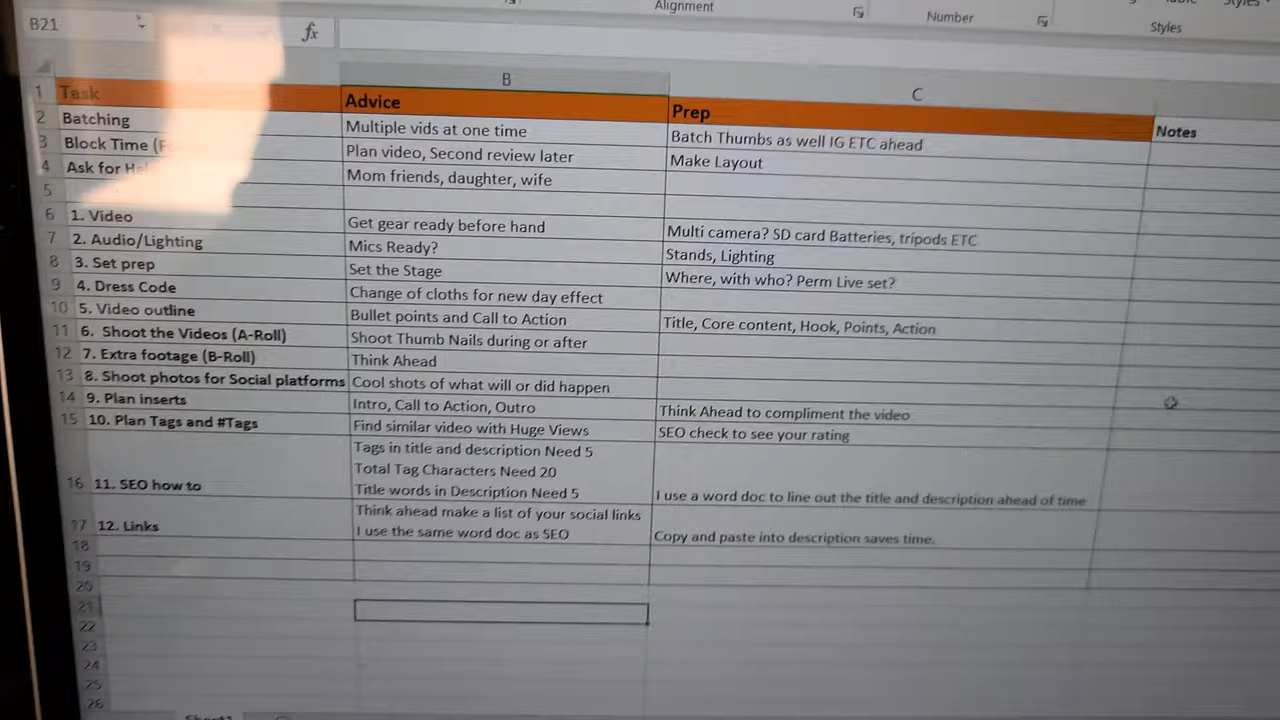 Alignment
Number
Styles
B21
fx
B
C
1 Task Advice Prep Notes
2 Batching Multiple vids at one time Batch Thumbs as well IG ETC ahead
3 Block Time Plan video, Second review later Make Layout
4 Ask for Mom friends, daughter, wife
5
6 1. Video Get gear ready before hand Multi camera? SD card Batteries, tripods ETC
7 2. Audio/Lighting Mics Ready? Stands, Lighting
8 3. Set prep Set the Stage Where, with who? Perm Live set?
9 4. Dress Code Change of cloths for new day effect
10 5. Video outline Bullet points and Call to Action Title, Core content, Hook, Points, Action
11 6. Shoot the Videos (A-Roll) Shoot Thumb Nails during or after
12 7. Extra footage (B-Roll) Think Ahead
13 8. Shoot photos for Social platforms Cool shots of what will or did happen
14 9. Plan inserts Intro, Call to Action, Outro Think Ahead to compliment the video
15 10. Plan Tags and #Tags Find similar video with Huge Views SEO check to see your rating
Tags in title and description Need 5
Total Tag Characters Need 20
16 11. SEO how to Title words in Description Need 5 I use a word doc to line out the title and description ahead of time
Think ahead make a list of your social links
17 12. Links I use the same word doc as SEO Copy and paste into description saves time.
18
19
20
21
22
23
24
25
26